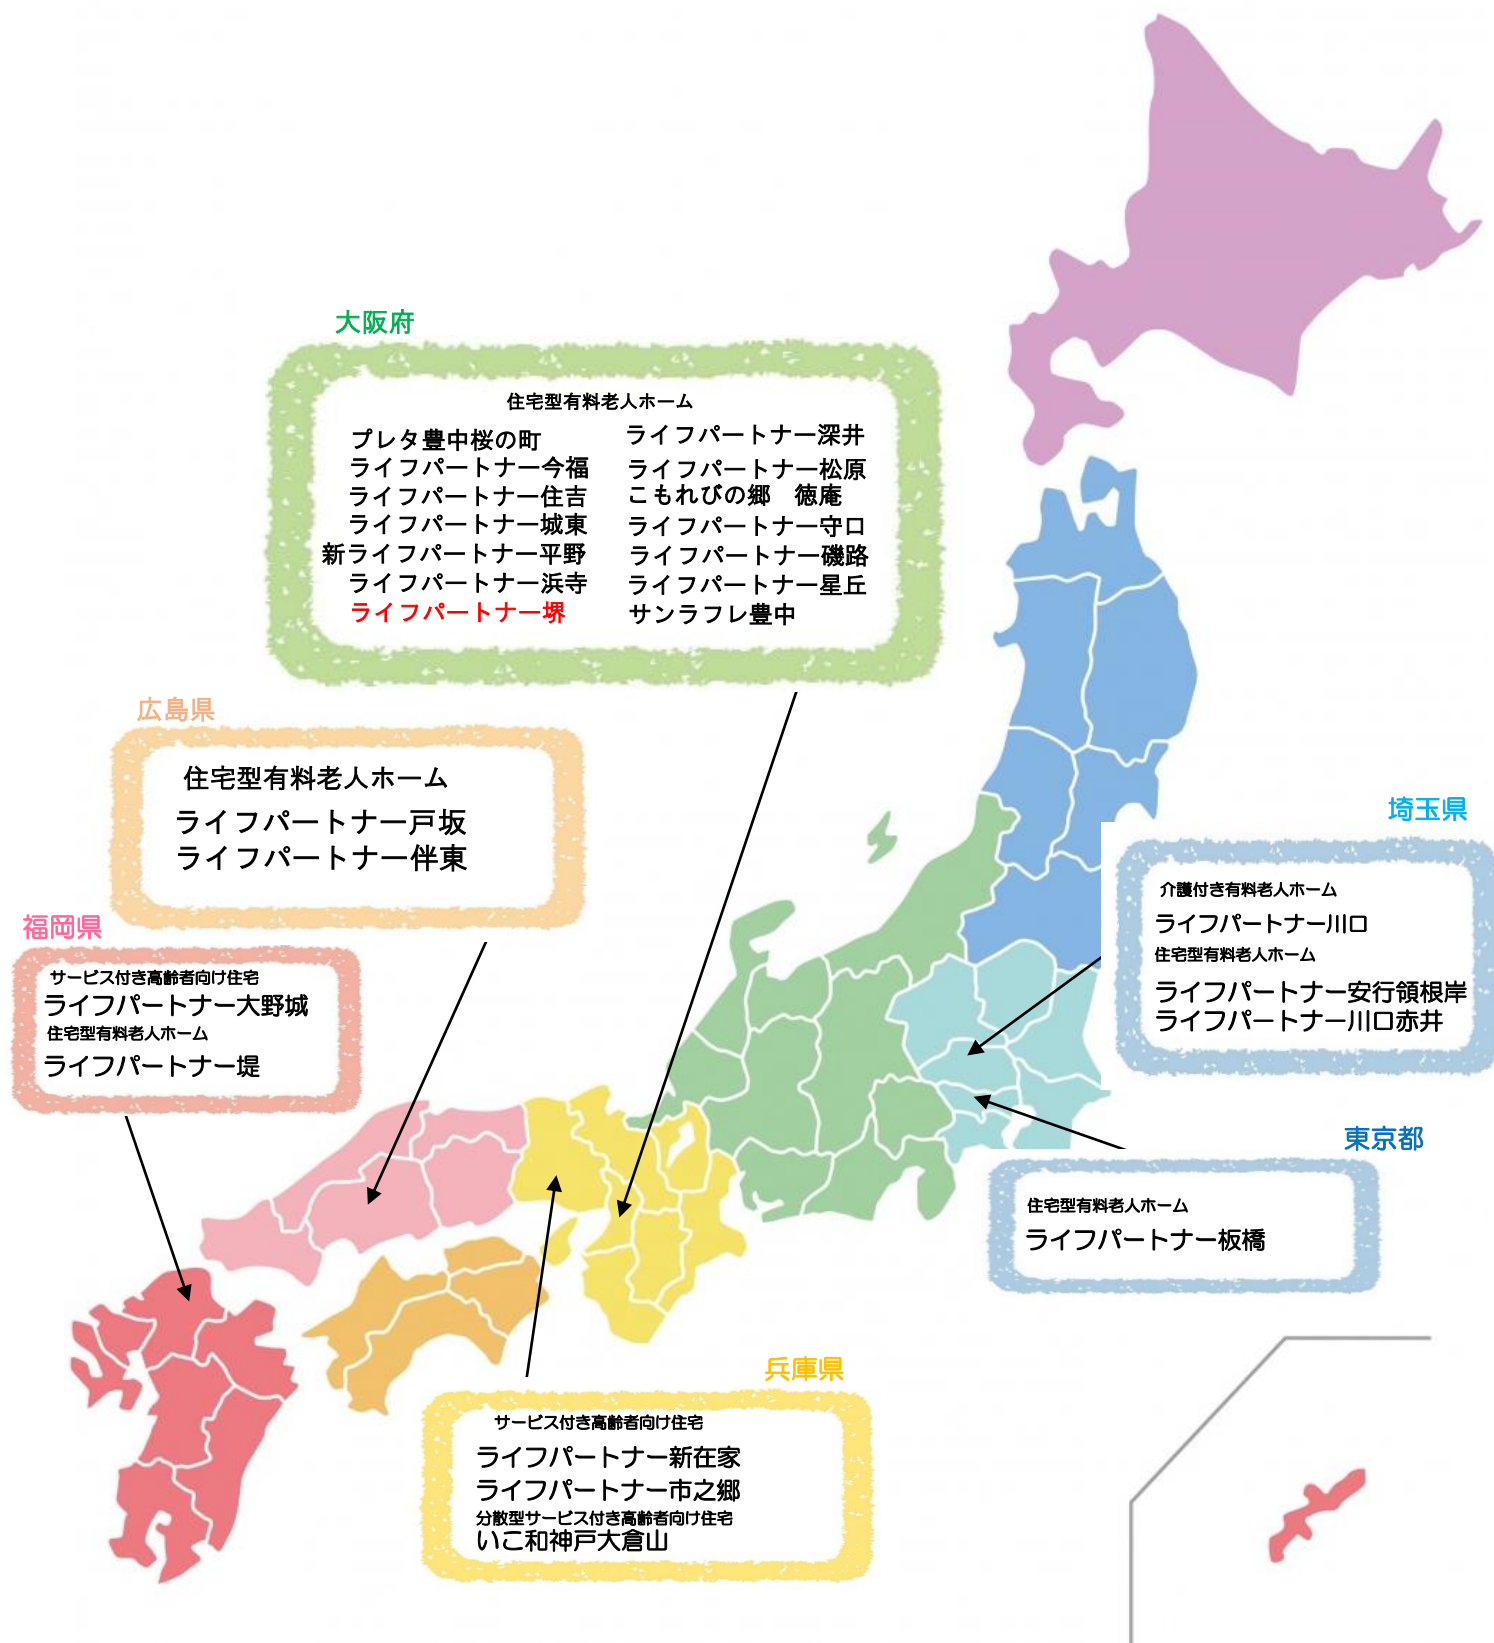 大阪府
住宅型有料老人ホーム
プレタ豊中桜の町
ライフパートナー今福
ライフパートナー住吉
ライフパートナー城東
新ライフパートナー平野
ライフパートナー浜寺
ライフパートナー堺
ライフパートナー深井
ライフパートナー松原
こもれびの郷　徳庵
ライフパートナー守口
ライフパートナー磯路
ライフパートナー星丘
サンラフレ豊中
広島県
住宅型有料老人ホーム
ライフパートナー戸坂
ライフパートナー伴東
埼玉県
介護付き有料老人ホーム
ライフパートナー川口
住宅型有料老人ホーム
ライフパートナー安行領根岸
ライフパートナー川口赤井
福岡県
サービス付き高齢者向け住宅
ライフパートナー大野城
住宅型有料老人ホーム
ライフパートナー堤
東京都
住宅型有料老人ホーム
ライフパートナー板橋
兵庫県
サービス付き高齢者向け住宅
ライフパートナー新在家
ライフパートナー市之郷
分散型サービス付き高齢者向け住宅
いこ和神戸大倉山